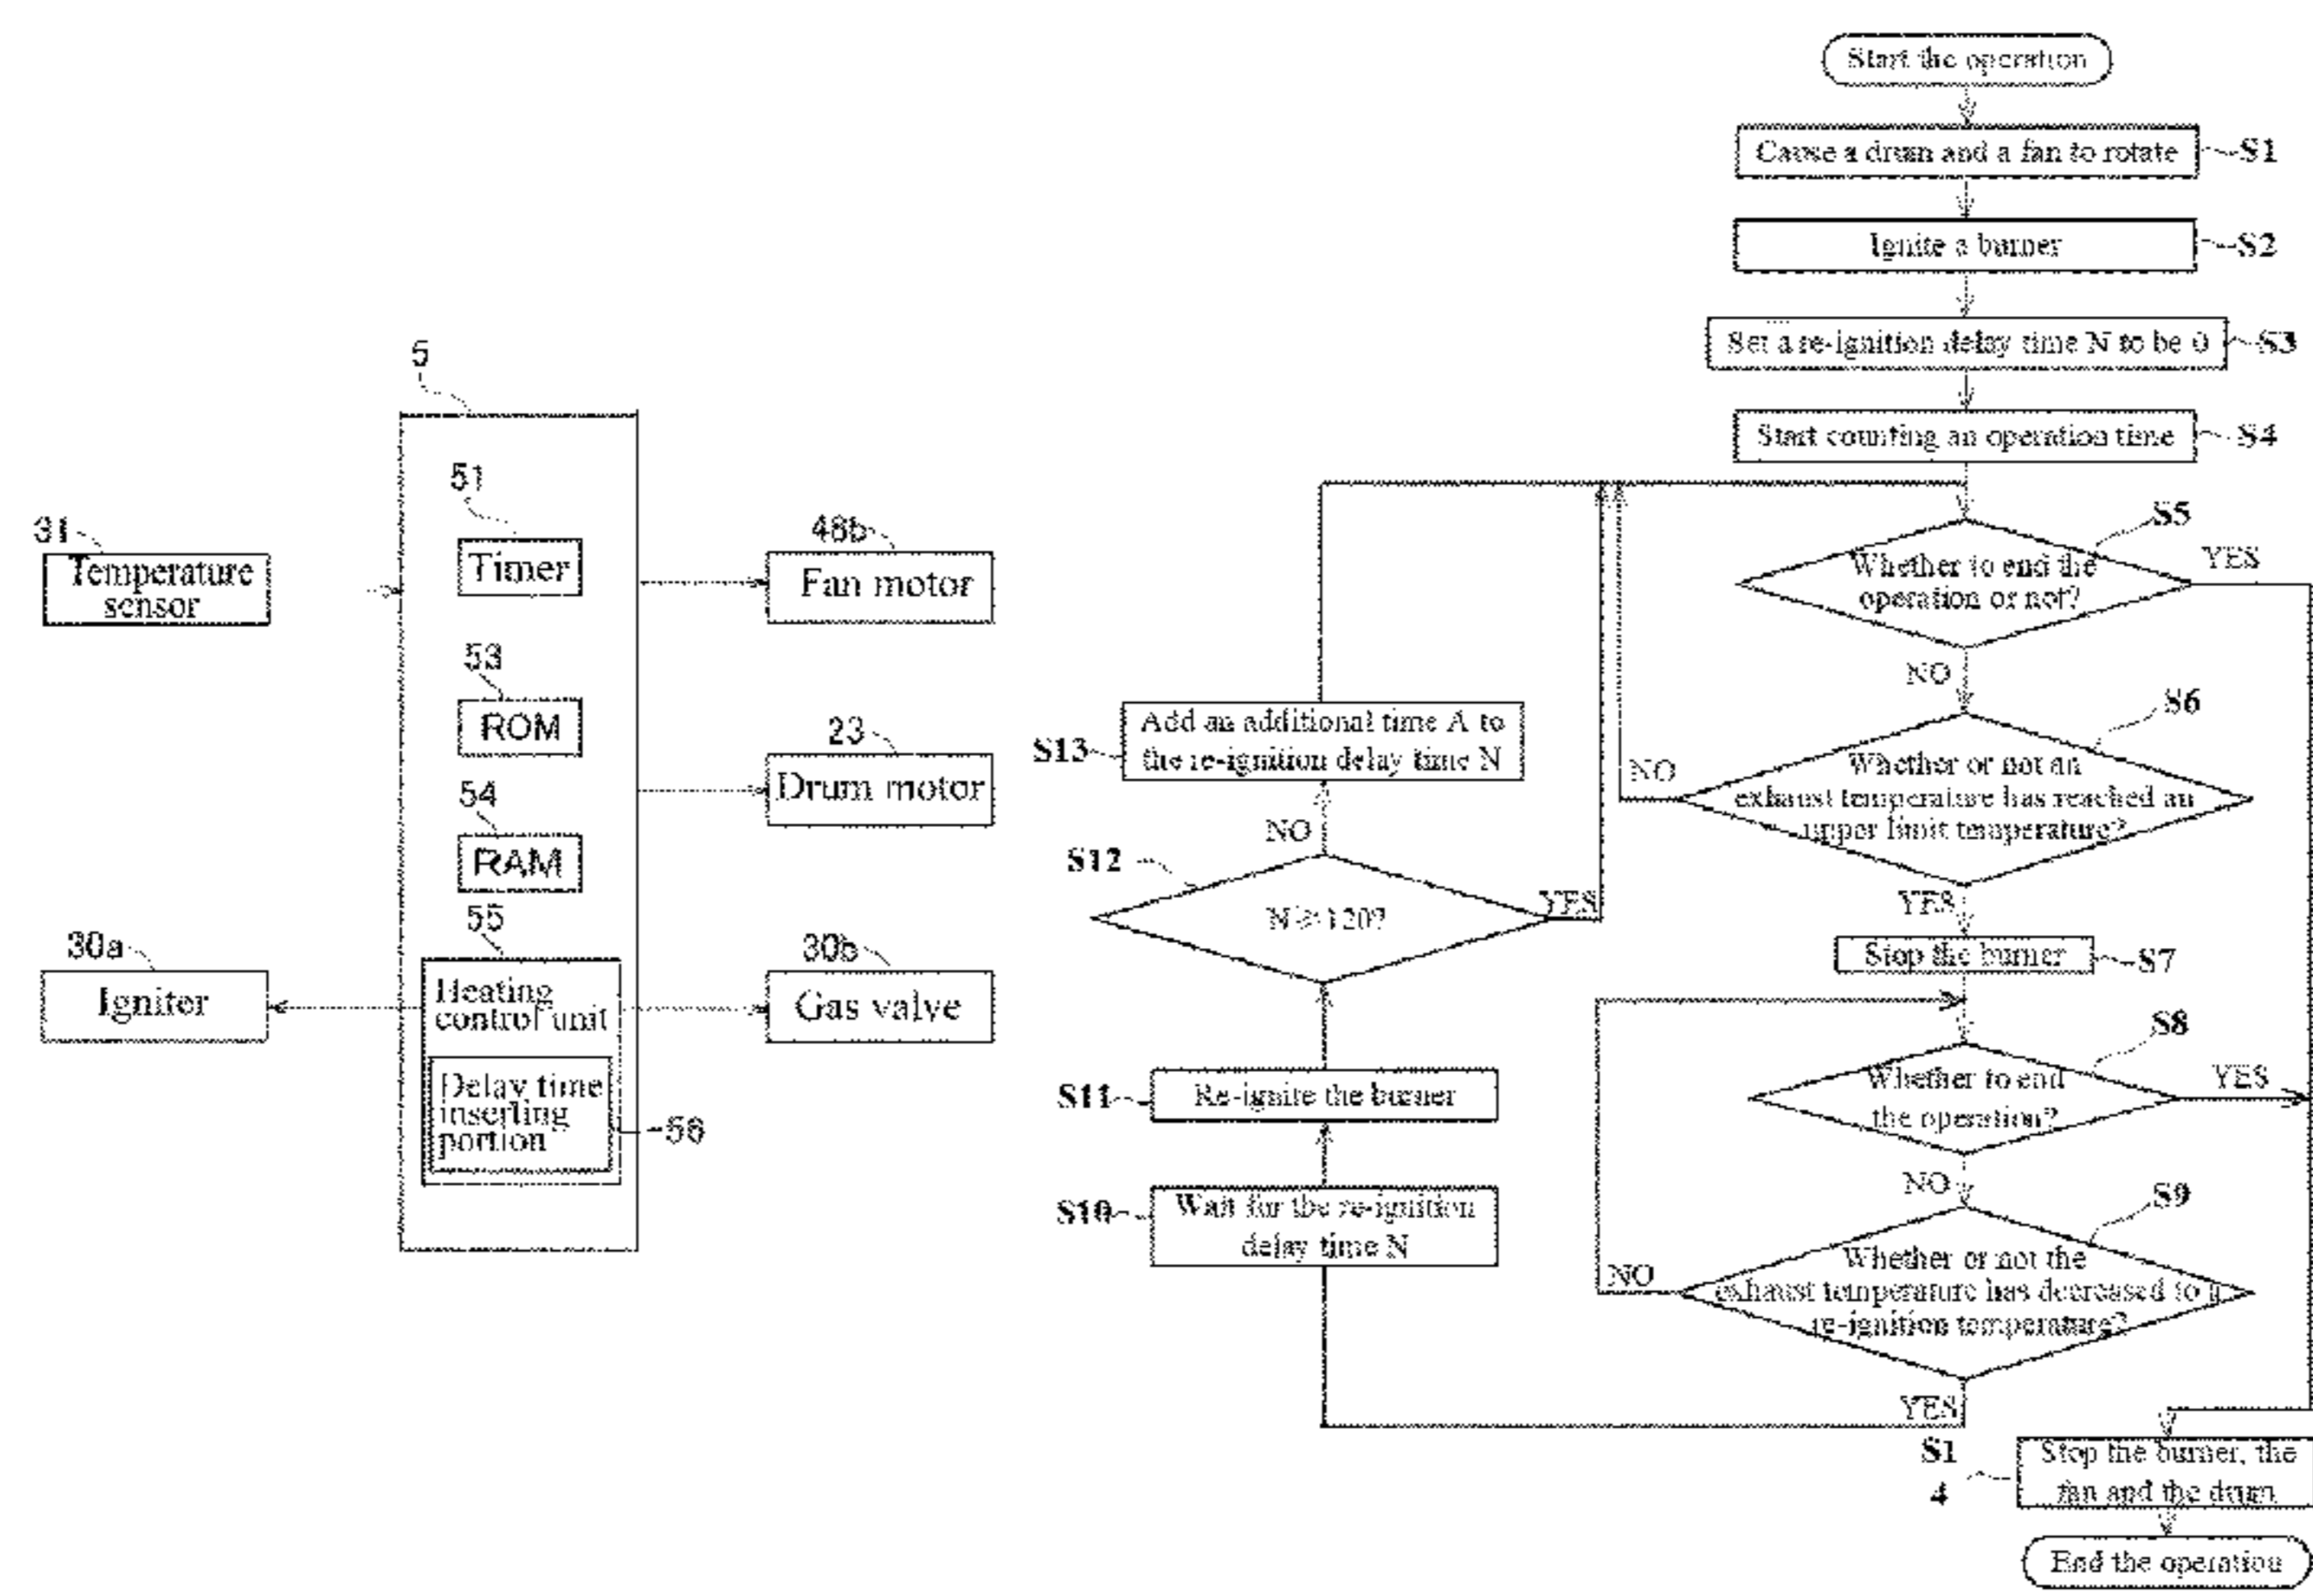 5
51
Timer
31
Temperature
sensor
48b
Fan motor
53
ROM
23
Drum motor
54
RAM
55
30a
Igniter
Heating
control unit
30b
Gas valve
Delay time
inserting
portion
56
Start the operation
Cause a drum and a fan to rotate
S1
Ignite a burner
S2
Set a re-ignition delay time N to be 0
S3
Start counting an operation time
S4
S5
Whether to end the
operation or not?
YES
NO
S6
Whether or not an
exhaust temperature has reached an
upper limit temperature?
NO
YES
Stop the burner
S7
S8
Whether to end
the operation?
YES
NO
S9
Whether or not the
exhaust temperature has decreased to a
re-ignition temperature?
NO
YES
S10
Wait for the re-ignition
delay time N
S11
Re-ignite the burner
S12
N≥120?
YES
NO
S13
Add an additional time A to
the re-ignition delay time N
S1
4
Stop the burner, the
fan and the drum
End the operation